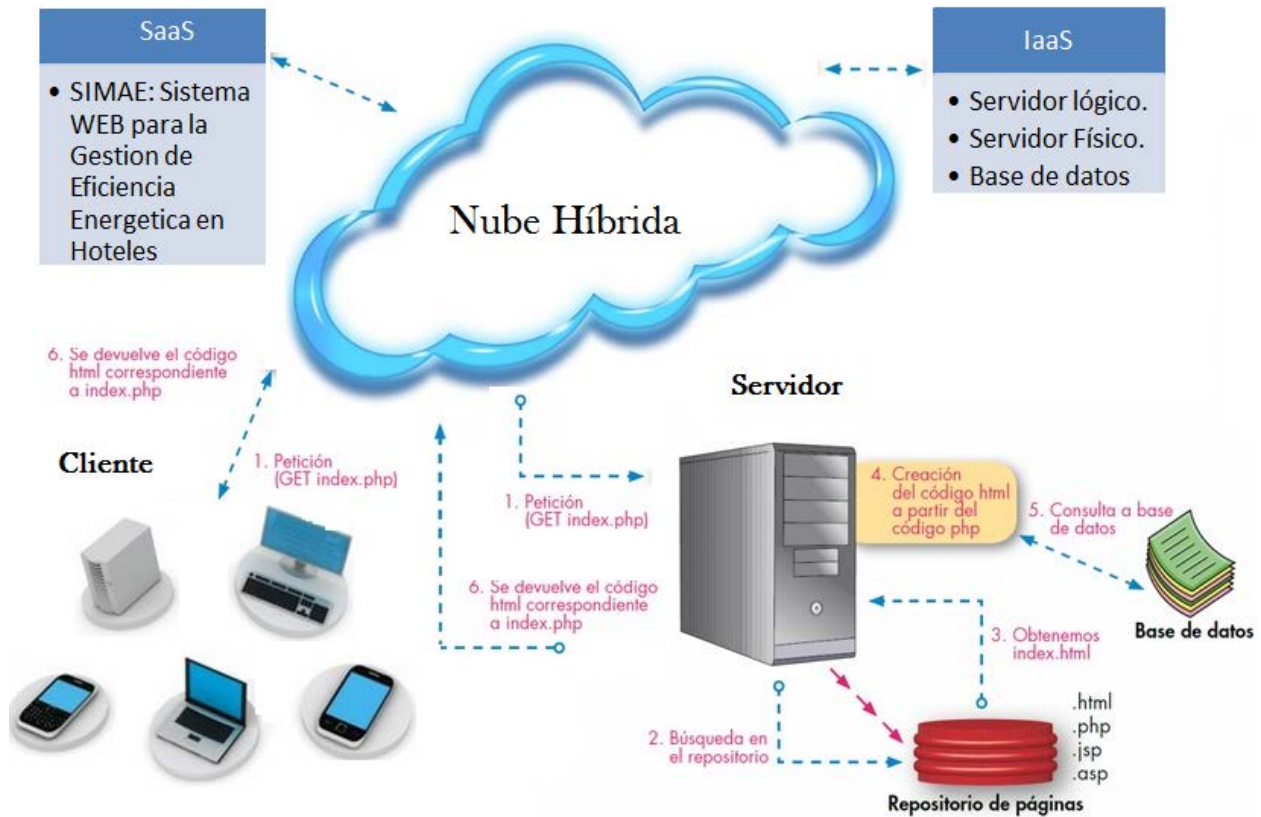 SaaS
• SIMAE: Sistema
WEB para la
Gestion de
Eficiencia
Energetica en
Hoteles
IaaS
• Servidor lógico.
• Servidor Físico.
• Base de datos
Nube Híbrida
6. Se devuelve el código
html correspondiente
a index.php
Cliente
1. Petición
(GET index.php)
Servidor
1. Petición
(GET index.php)
6. Se devuelve el código
html correspondiente
a index.php
4. Creación
del código html
a partir del
código php
5. Consulta a base
de datos
Base de datos
3. Obtenemos
index.html
2. Búsqueda en
el repositorio
.html
.php
.jsp
.asp
Repositorio de páginas